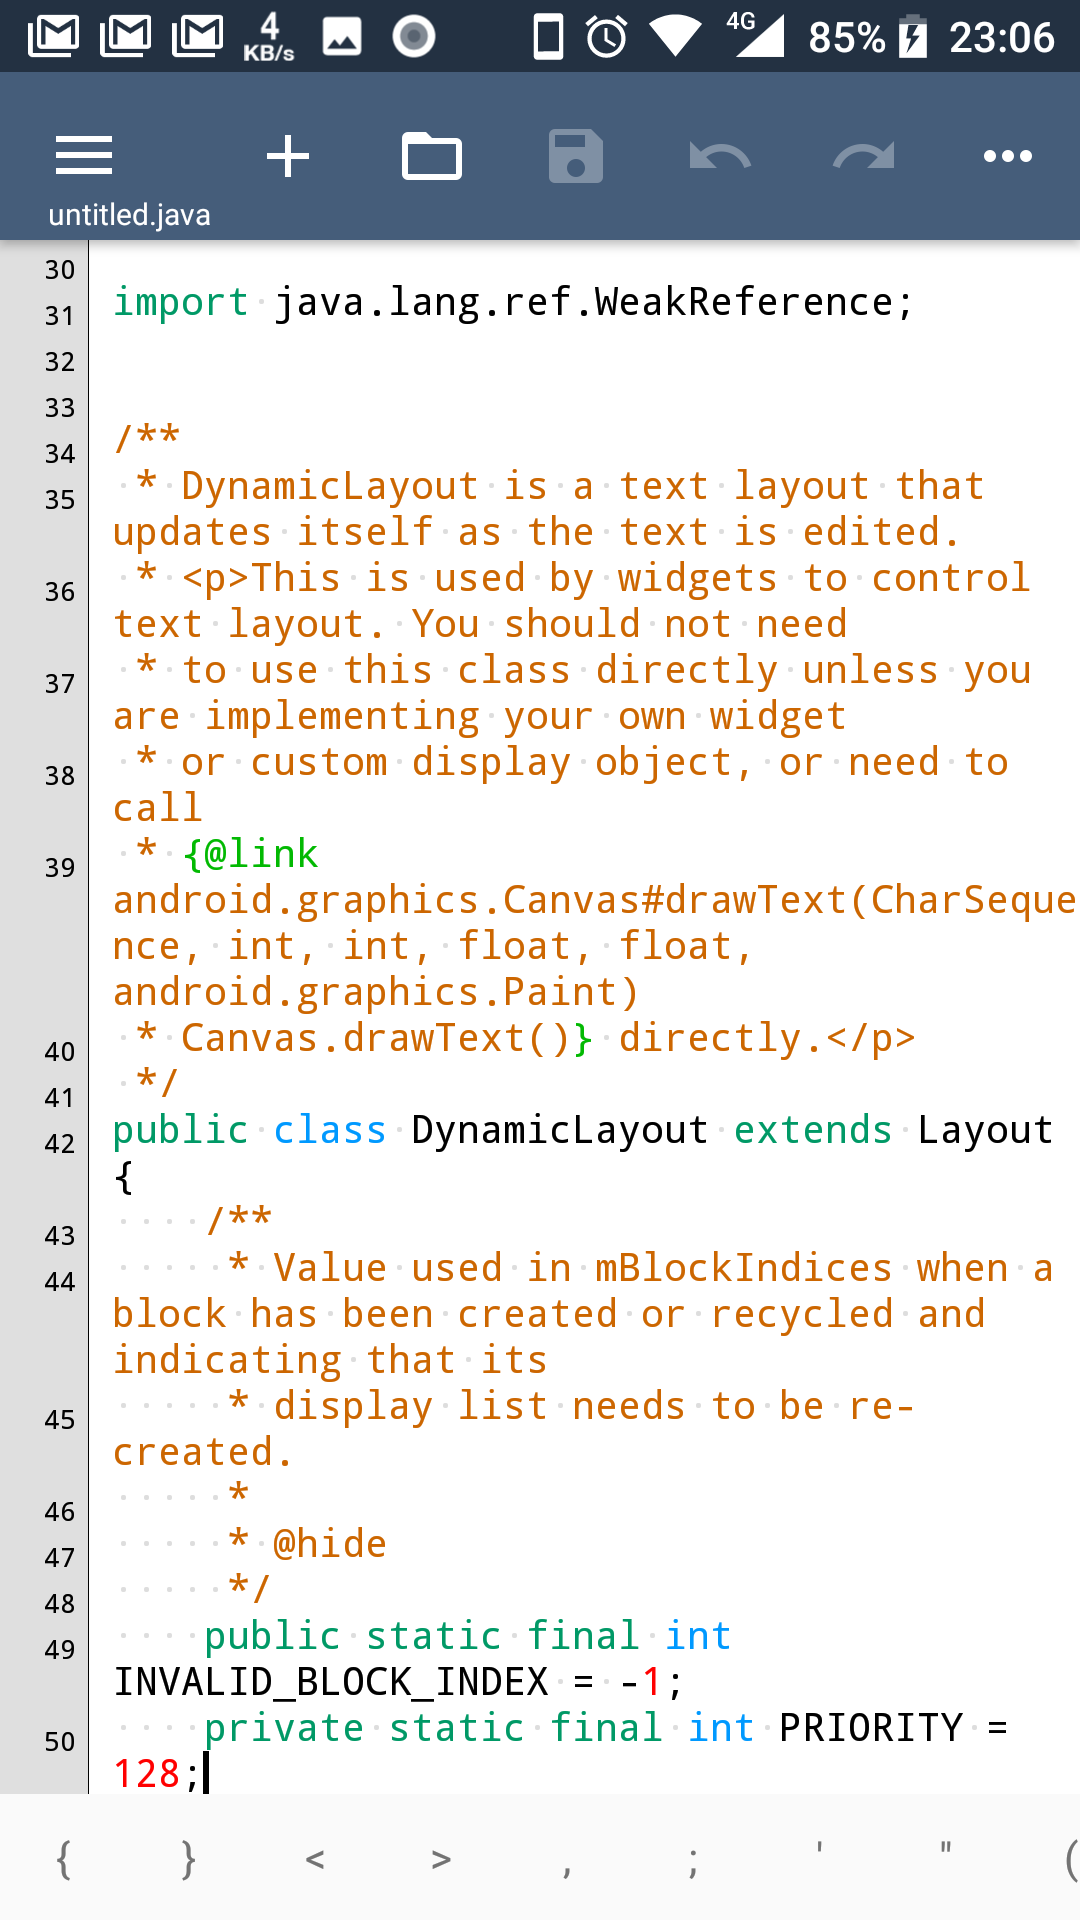 4 KB/s 4G 85% 23:06
untitled.java
30
31 import java.lang.ref.WeakReference;
32
33
34 /**
35  * DynamicLayout is a text layout that
updates itself as the text is edited.
36  * <p>This is used by widgets to control
text layout. You should not need
37  * to use this class directly unless you
are implementing your own widget
38  * or custom display object, or need to
call
39  * {@link
android.graphics.Canvas#drawText(CharSeque
nce, int, int, float, float,
android.graphics.Paint)
40  * Canvas.drawText()} directly.</p>
41  */
42 public class DynamicLayout extends Layout
{
43     /**
44      * Value used in mBlockIndices when a
block has been created or recycled and
indicating that its
45      * display list needs to be re-
created.
46      *
47      * @hide
48      */
49     public static final int
INVALID_BLOCK_INDEX = -1;
50     private static final int PRIORITY =
128;
{ } < > , ; ' " (